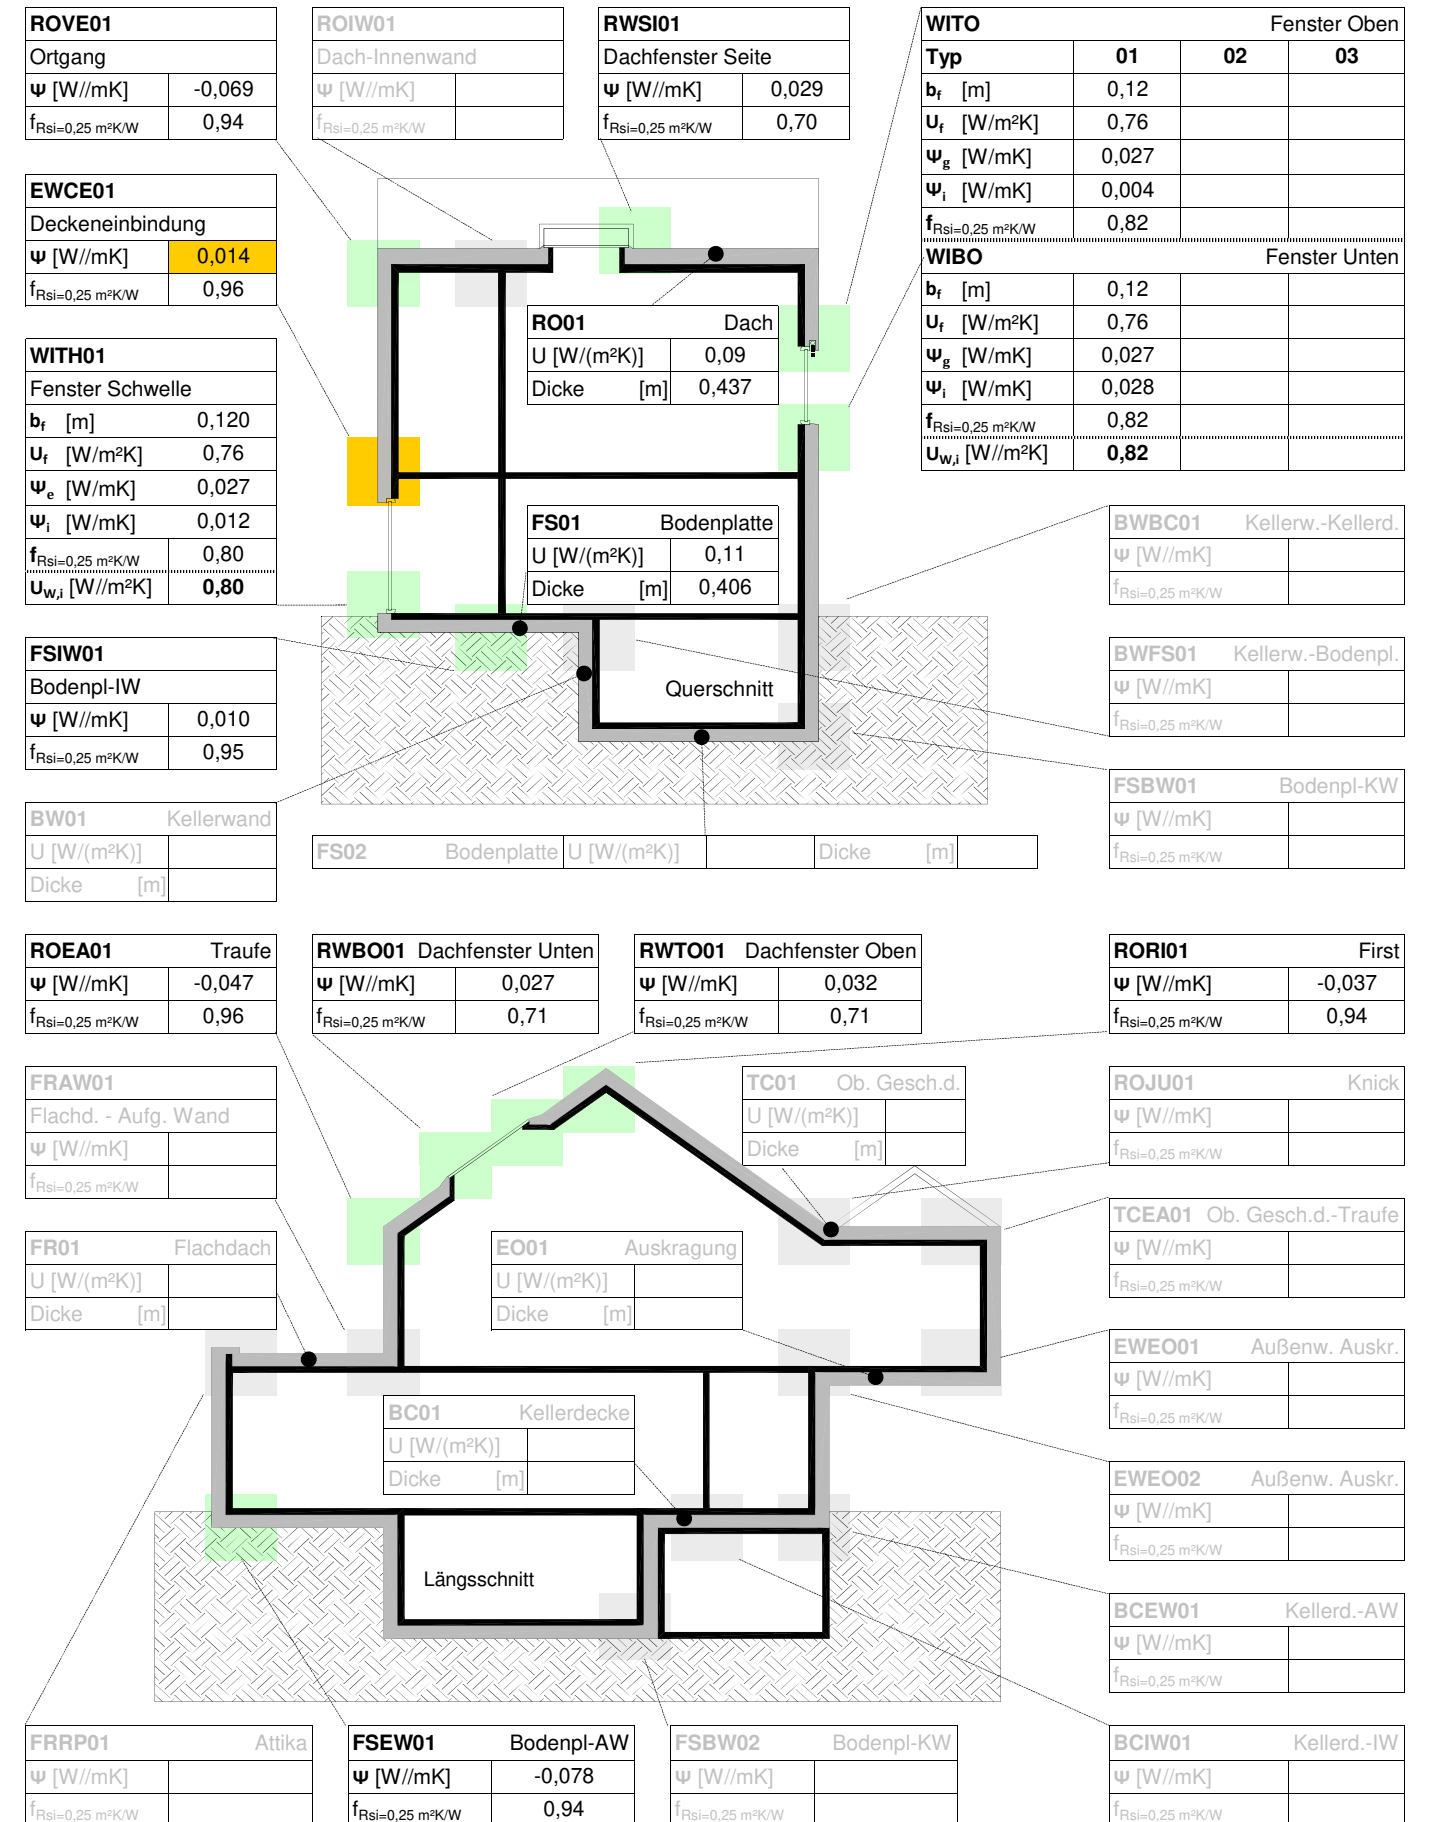 ROVE01
Ortgang
Ψ [W//mK] -0,069
fRsi=0,25 m²K/W 0,94
ROIW01
Dach-Innenwand
Ψ [W//mK]
fRsi=0,25 m²K/W
RWSI01
Dachfenster Seite
Ψ [W//mK] 0,029
fRsi=0,25 m²K/W 0,70
WITO Fenster Oben
Typ 01 02 03
bf [m] 0,12
Uf [W/m²K] 0,76
Ψg [W/mK] 0,027
Ψi [W/mK] 0,004
fRsi=0,25 m²K/W 0,82
WIBO Fenster Unten
bf [m] 0,12
Uf [W/m²K] 0,76
Ψg [W/mK] 0,027
Ψi [W/mK] 0,028
fRsi=0,25 m²K/W 0,82
UW,i [W//m²K] 0,82
EWCE01
Deckeneinbindung
Ψ [W//mK] 0,014
fRsi=0,25 m²K/W 0,96
WITH01
Fenster Schwelle
bf [m] 0,120
Uf [W/m²K] 0,76
Ψe [W/mK] 0,027
Ψi [W/mK] 0,012
fRsi=0,25 m²K/W 0,80
UW,i [W//m²K] 0,80
RO01 Dach
U [W/(m²K)] 0,09
Dicke [m] 0,437
FS01 Bodenplatte
U [W/(m²K)] 0,11
Dicke [m] 0,406
Querschnitt
BWBC01 Kellerw.-Kellerd.
Ψ [W//mK]
fRsi=0,25 m²K/W
FSIW01
Bodenpl-IW
Ψ [W//mK] 0,010
fRsi=0,25 m²K/W 0,95
BWFS01 Kellerw.-Bodenpl.
Ψ [W//mK]
fRsi=0,25 m²K/W
FSBW01 Bodenpl-KW
Ψ [W//mK]
fRsi=0,25 m²K/W
BW01 Kellerwand
U [W/(m²K)]
Dicke [m]
FS02 Bodenplatte U [W/(m²K)] Dicke [m]
ROEA01 Traufe
Ψ [W//mK] -0,047
fRsi=0,25 m²K/W 0,96
RWBO01 Dachfenster Unten
Ψ [W//mK] 0,027
fRsi=0,25 m²K/W 0,71
RWTO01 Dachfenster Oben
Ψ [W//mK] 0,032
fRsi=0,25 m²K/W 0,71
RORI01 First
Ψ [W//mK] -0,037
fRsi=0,25 m²K/W 0,94
FRAW01
Flachd. - Aufg. Wand
Ψ [W//mK]
fRsi=0,25 m²K/W
TC01 Ob. Gesch.d.
U [W/(m²K)]
Dicke [m]
ROJU01 Knick
Ψ [W//mK]
fRsi=0,25 m²K/W
TCEA01 Ob. Gesch.d.-Traufe
Ψ [W//mK]
fRsi=0,25 m²K/W
FR01 Flachdach
U [W/(m²K)]
Dicke [m]
EO01 Auskragung
U [W/(m²K)]
Dicke [m]
EWEO01 Außenw. Auskr.
Ψ [W//mK]
fRsi=0,25 m²K/W
BC01 Kellerdecke
U [W/(m²K)]
Dicke [m]
EWEO02 Außenw. Auskr.
Ψ [W//mK]
fRsi=0,25 m²K/W
Längsschnitt
BCEW01 Kellerd.-AW
Ψ [W//mK]
fRsi=0,25 m²K/W
FRRP01 Attika
Ψ [W//mK]
fRsi=0,25 m²K/W
FSEW01 Bodenpl-AW
Ψ [W//mK] -0,078
fRsi=0,25 m²K/W 0,94
FSBW02 Bodenpl-KW
Ψ [W//mK]
fRsi=0,25 m²K/W
BCIW01 Kellerd.-IW
Ψ [W//mK]
fRsi=0,25 m²K/W